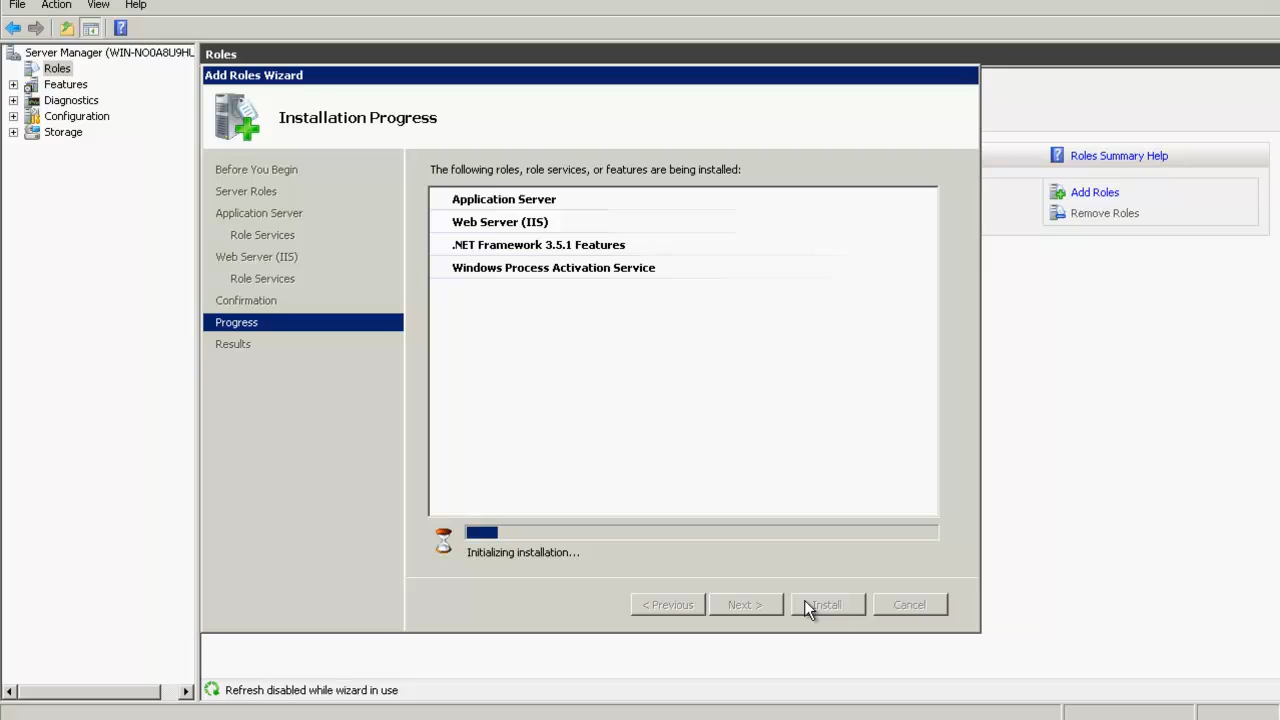 File Action View Help
Server Manager (WIN-NO0A8U9HU
Roles
Features
Diagnostics
Configuration
Storage
Roles
Add Roles Wizard
Installation Progress
Before You Begin
Server Roles
Application Server
Role Services
Web Server (IIS)
Role Services
Confirmation
Progress
Results
The following roles, role services, or features are being installed:
Application Server
Web Server (IIS)
.NET Framework 3.5.1 Features
Windows Process Activation Service
Initializing installation...
< Previous Next > Install Cancel
Roles Summary Help
Add Roles
Remove Roles
Refresh disabled while wizard in use